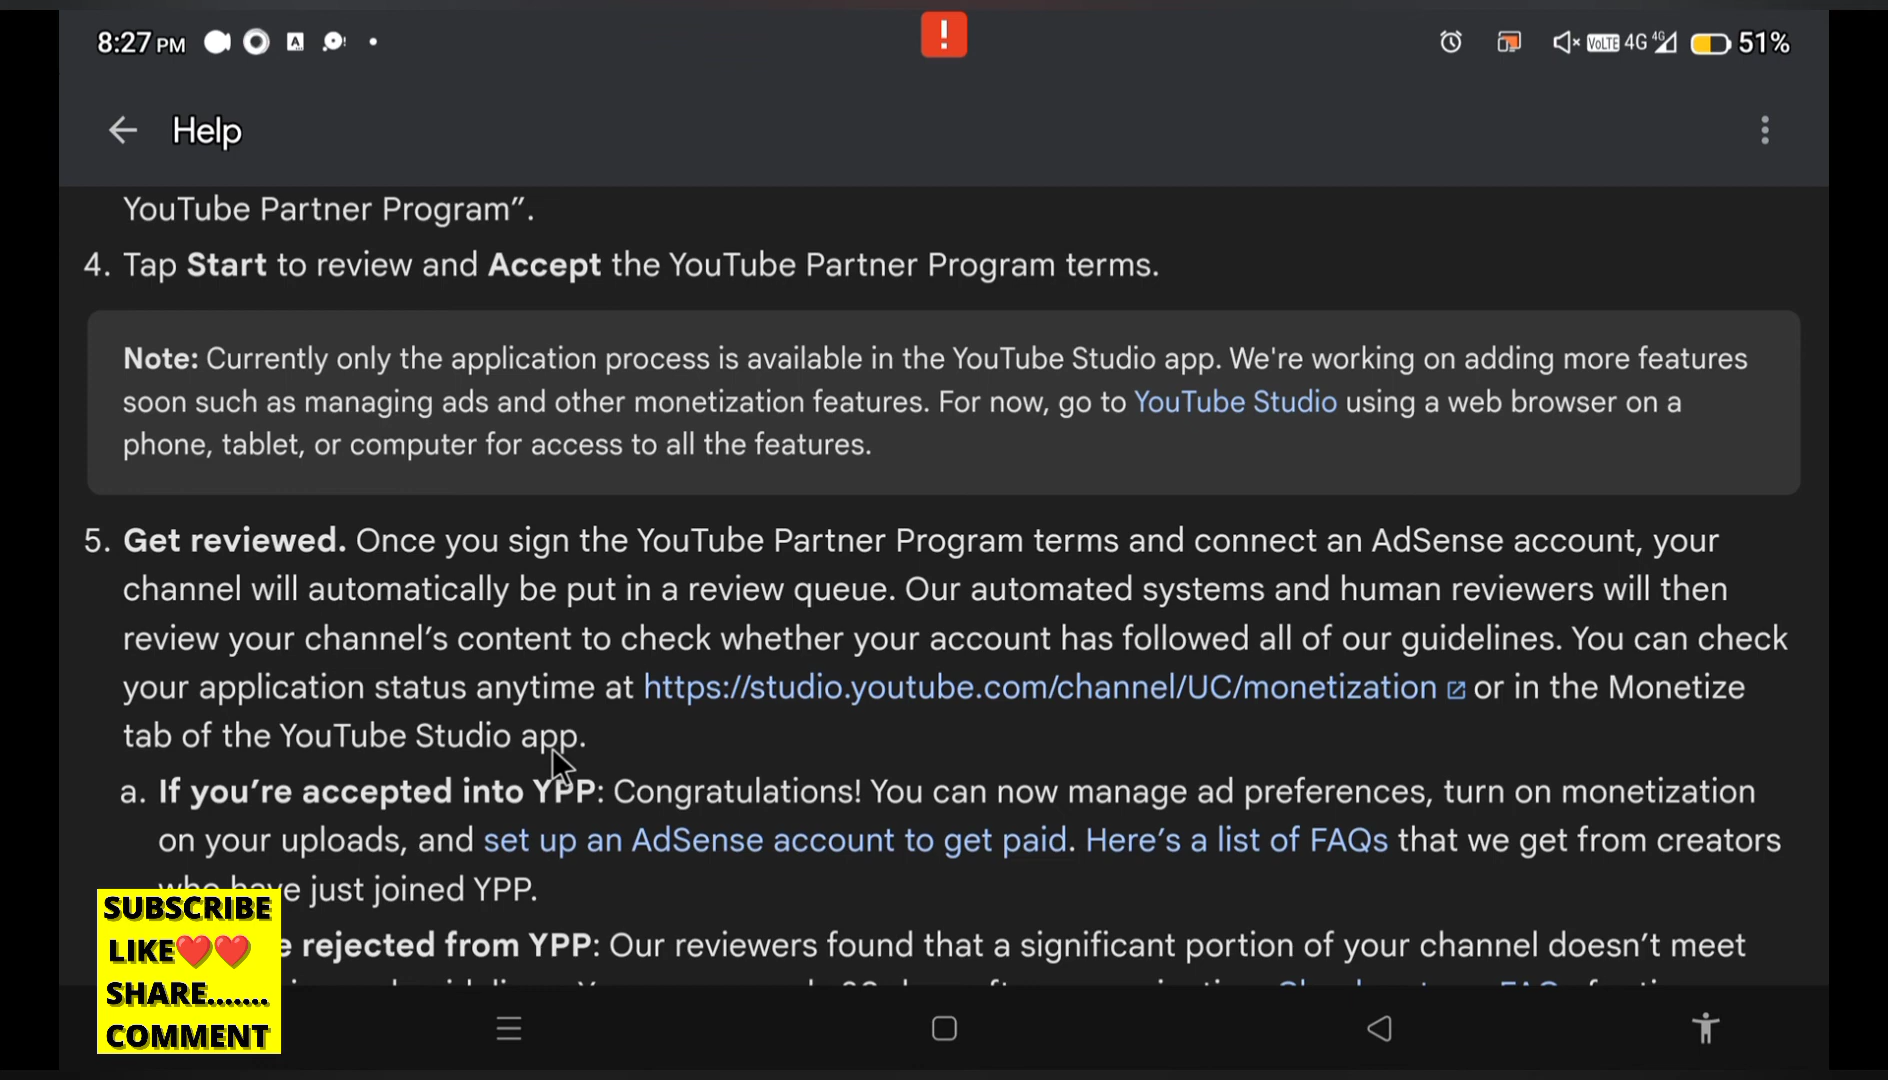 8:27 PM
VoLTE 4G 4G 51%
Help
YouTube Partner Program”.
4. Tap Start to review and Accept the YouTube Partner Program terms.
Note: Currently only the application process is available in the YouTube Studio app. We're working on adding more features
soon such as managing ads and other monetization features. For now, go to YouTube Studio using a web browser on a
phone, tablet, or computer for access to all the features.
5. Get reviewed. Once you sign the YouTube Partner Program terms and connect an AdSense account, your
channel will automatically be put in a review queue. Our automated systems and human reviewers will then
review your channel’s content to check whether your account has followed all of our guidelines. You can check
your application status anytime at https://studio.youtube.com/channel/UC/monetization or in the Monetize
tab of the YouTube Studio app.
a. If you’re accepted into YPP: Congratulations! You can now manage ad preferences, turn on monetization
on your uploads, and set up an AdSense account to get paid. Here’s a list of FAQs that we get from creators
who have just joined YPP.
rejected from YPP: Our reviewers found that a significant portion of your channel doesn’t meet
SUBSCRIBE
LIKE❤️❤️
SHARE.......
COMMENT